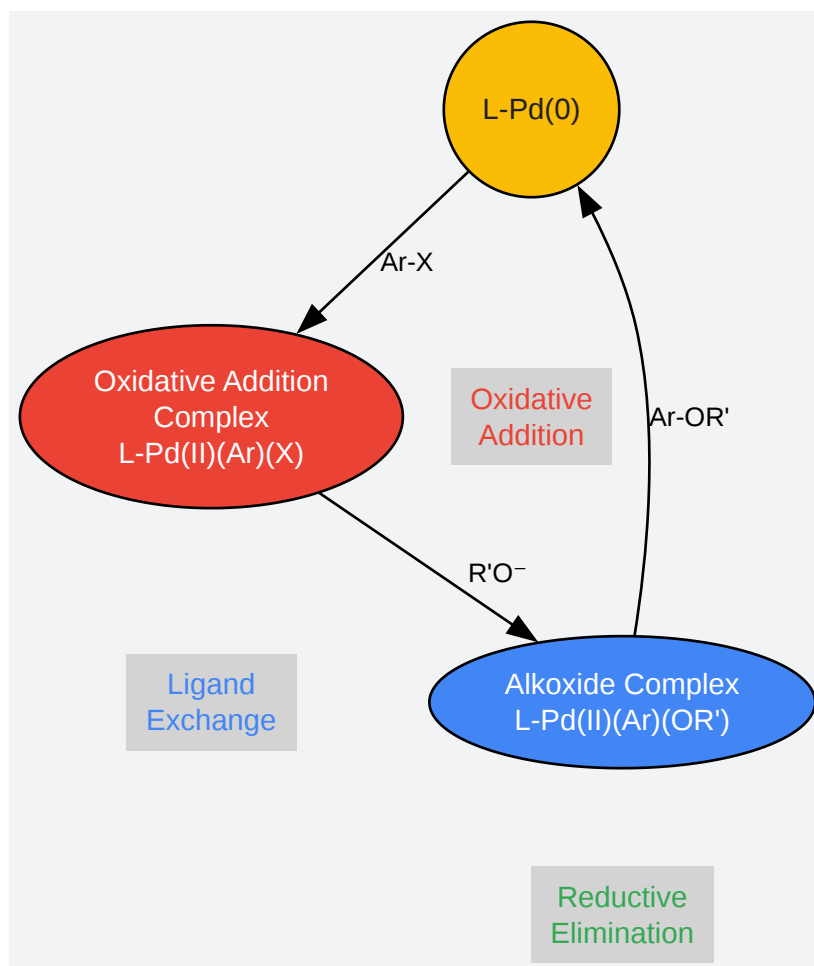 L-Pd(0)
Ar-X
Oxidative Addition
Complex
L-Pd(II)(Ar)(X)
Oxidative
Addition
Ar-OR'
R'O⁻
Ligand
Exchange
Alkoxide Complex
L-Pd(II)(Ar)(OR')
Reductive
Elimination